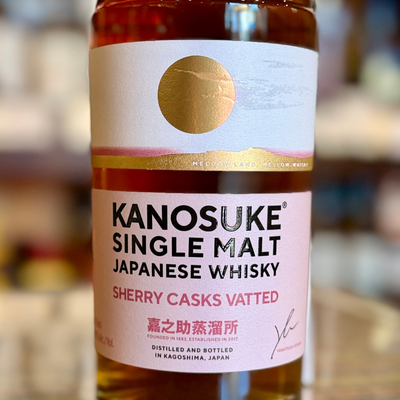 MELLOW LAND, MELLOW WHISKY
KANOSUKE®
SINGLE MALT
JAPANESE WHISKY
SHERRY CASKS VATTED
嘉之助蒸溜所
FOUNDED IN 1883, ESTABLISHED IN 2017
DISTILLED AND BOTTLED
IN KAGOSHIMA, JAPAN